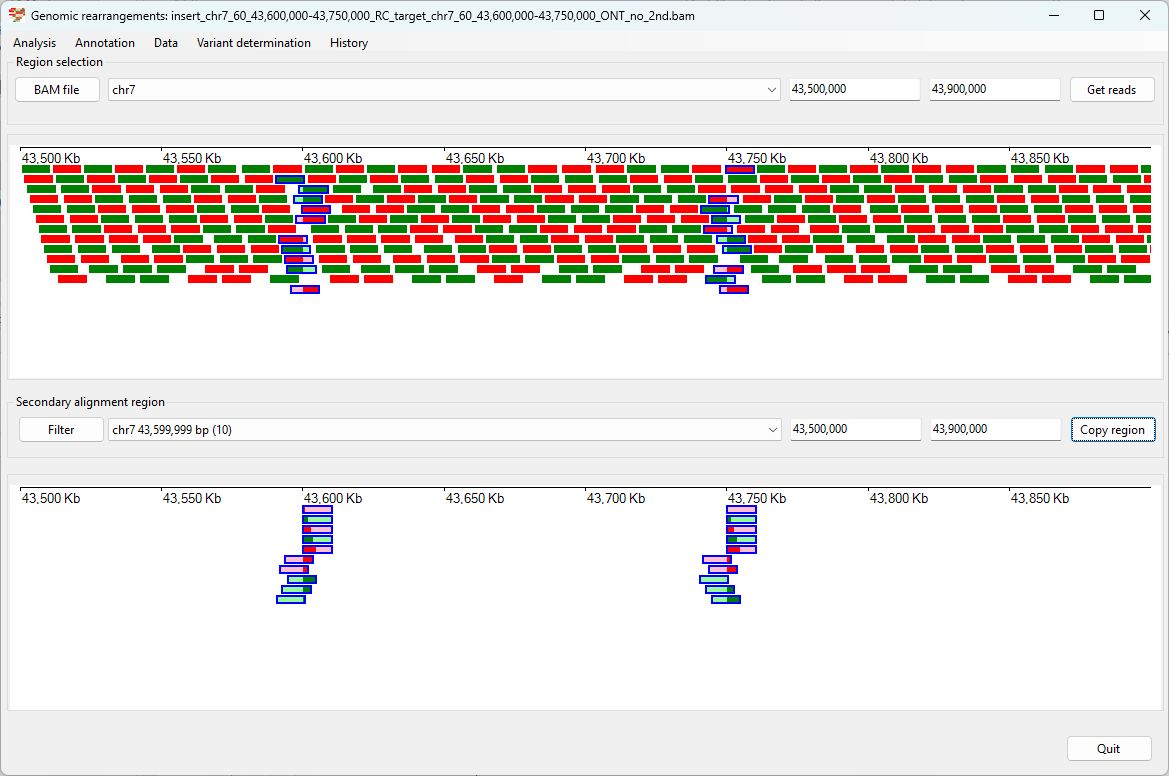 Genomic rearrangements: insert_chr7_60_43,600,000-43,750,000_RC_target_chr7_60_43,600,000-43,750,000_ONT_no_2nd.bam
Analysis Annotation Data Variant determination History
Region selection
BAM file chr7 43,500,000 43,900,000 Get reads
43,500 Kb 43,550 Kb 43,600 Kb 43,650 Kb 43,700 Kb 43,750 Kb 43,800 Kb 43,850 Kb
Secondary alignment region
Filter chr7 43,599,999 bp (10) 43,500,000 43,900,000 Copy region
43,500 Kb 43,550 Kb 43,600 Kb 43,650 Kb 43,700 Kb 43,750 Kb 43,800 Kb 43,850 Kb
Quit